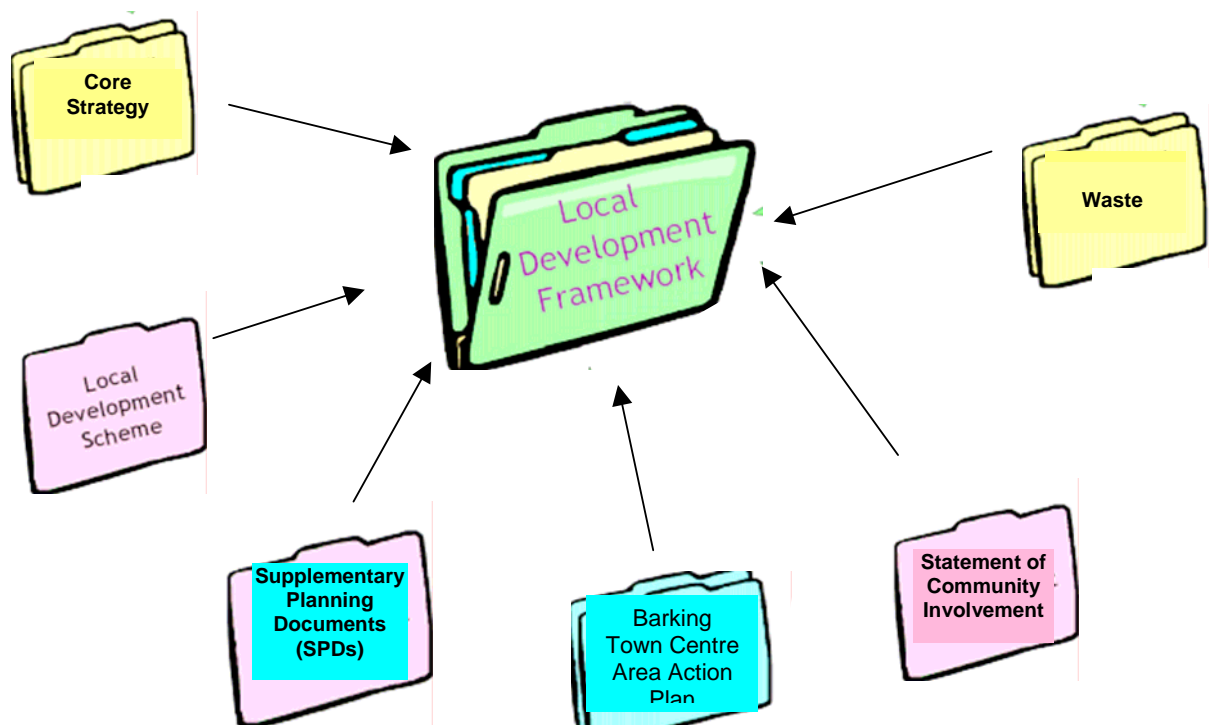 Core
Strategy
Local
Development
Framework
Waste
Local
Development
Scheme
Supplementary
Planning
Documents
(SPDs)
Barking
Town Centre
Area Action
Plan
Statement of
Community
Involvement